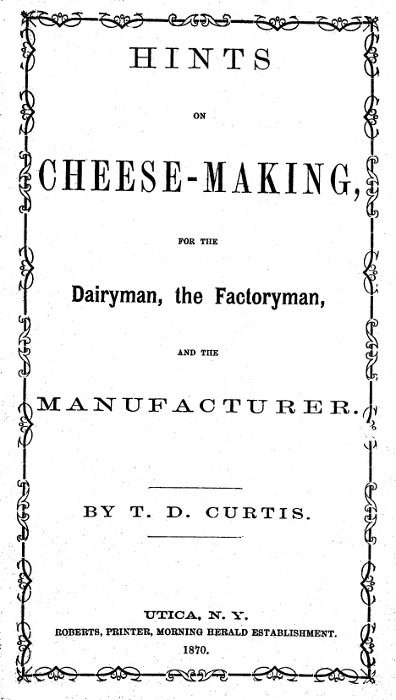 HINTS
ON
CHEESE-MAKING,
FOR THE
Dairyman, the Factoryman,
AND THE
MANUFACTURER.
BY T. D. CURTIS.
UTICA, N. Y.
ROBERTS, PRINTER, MORNING HERALD ESTABLISHMENT.
1870.